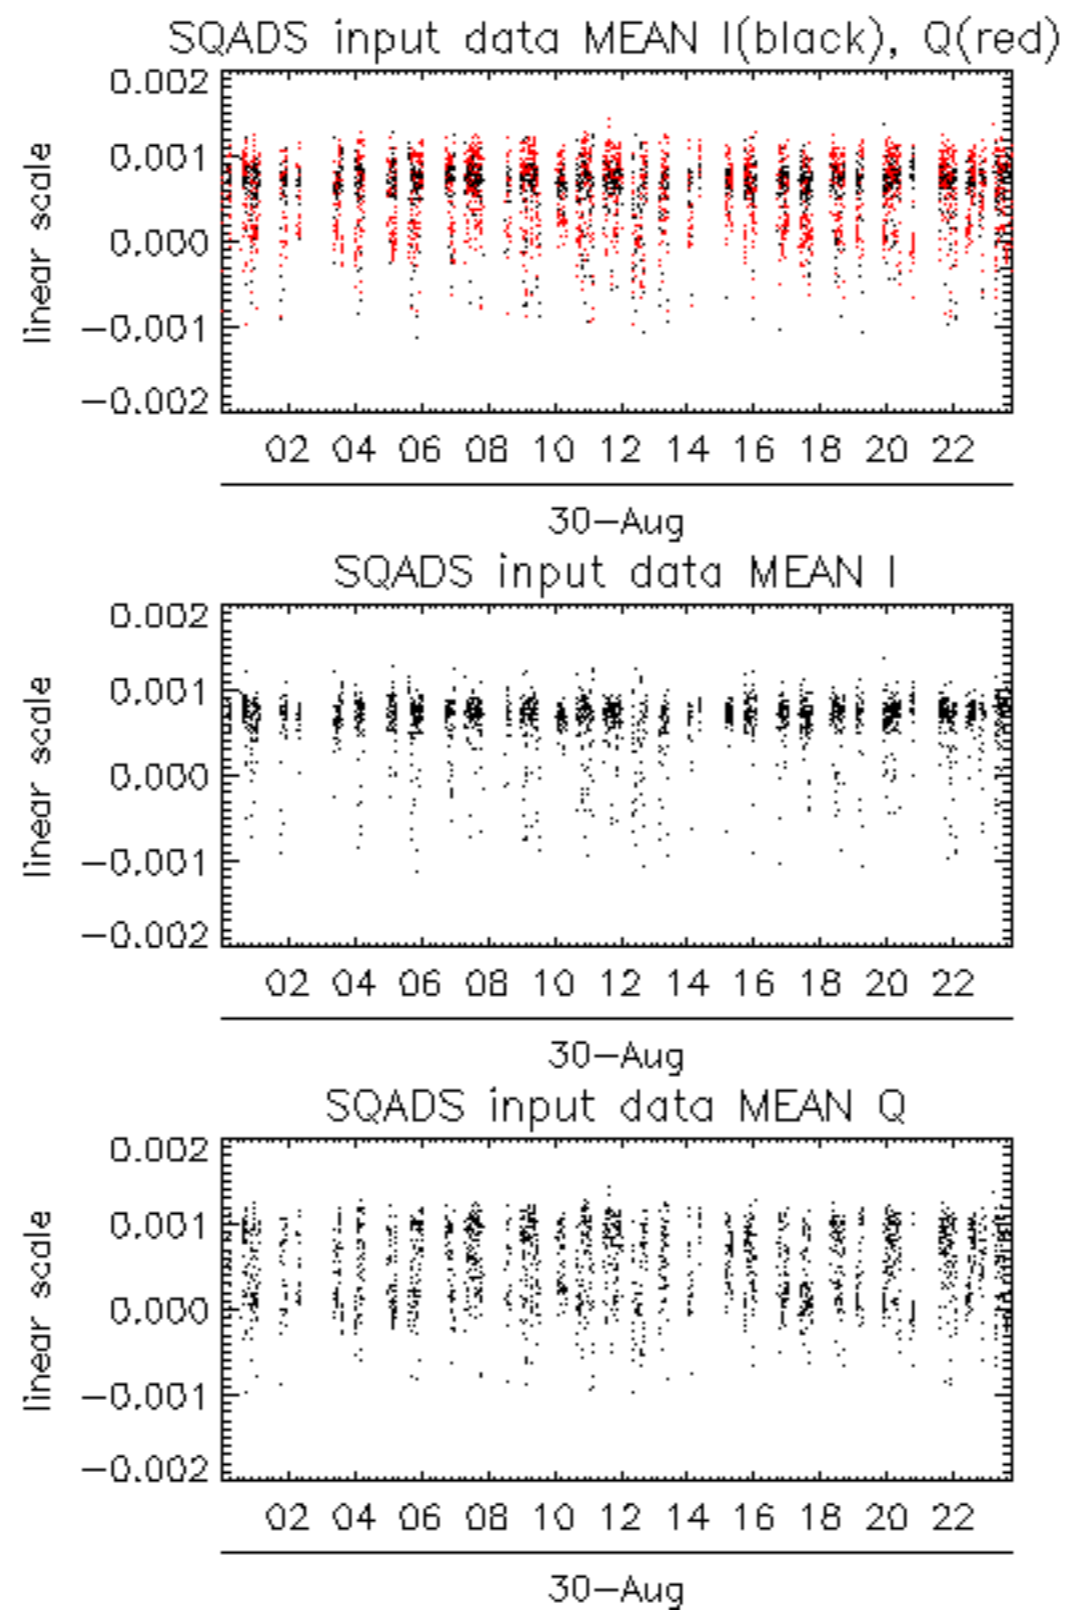 SQADS input data MEAN I(black), Q(red)
0.002
0.001
0.000
−0.001
−0.002
linear scale
02 04 06 08 10 12 14 16 18 20 22
30−Aug
SQADS input data MEAN I
0.002
0.001
0.000
−0.001
−0.002
linear scale
02 04 06 08 10 12 14 16 18 20 22
30−Aug
SQADS input data MEAN Q
0.002
0.001
0.000
−0.001
−0.002
linear scale
02 04 06 08 10 12 14 16 18 20 22
30−Aug